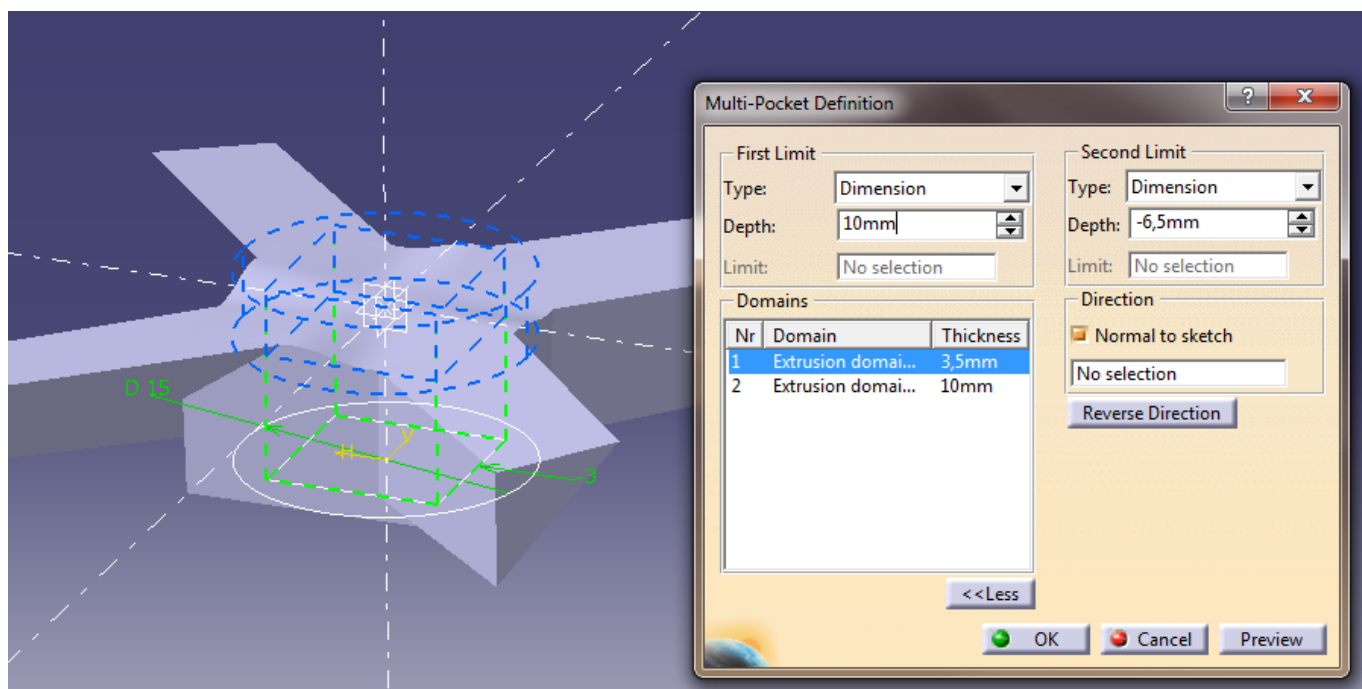 Multi-Pocket Definition
?
X
First Limit
Second Limit
Type:
Dimension
Type:
Dimension
Depth:
10mm
Depth:
-6,5mm
Limit:
No selection
Limit:
No selection
Domains
Direction
Nr
Domain
Thickness
Normal to sketch
1
Extrusion domai...
3,5mm
No selection
2
Extrusion domai...
10mm
Reverse Direction
<<Less
OK
Cancel
Preview
D 15
H
V
3